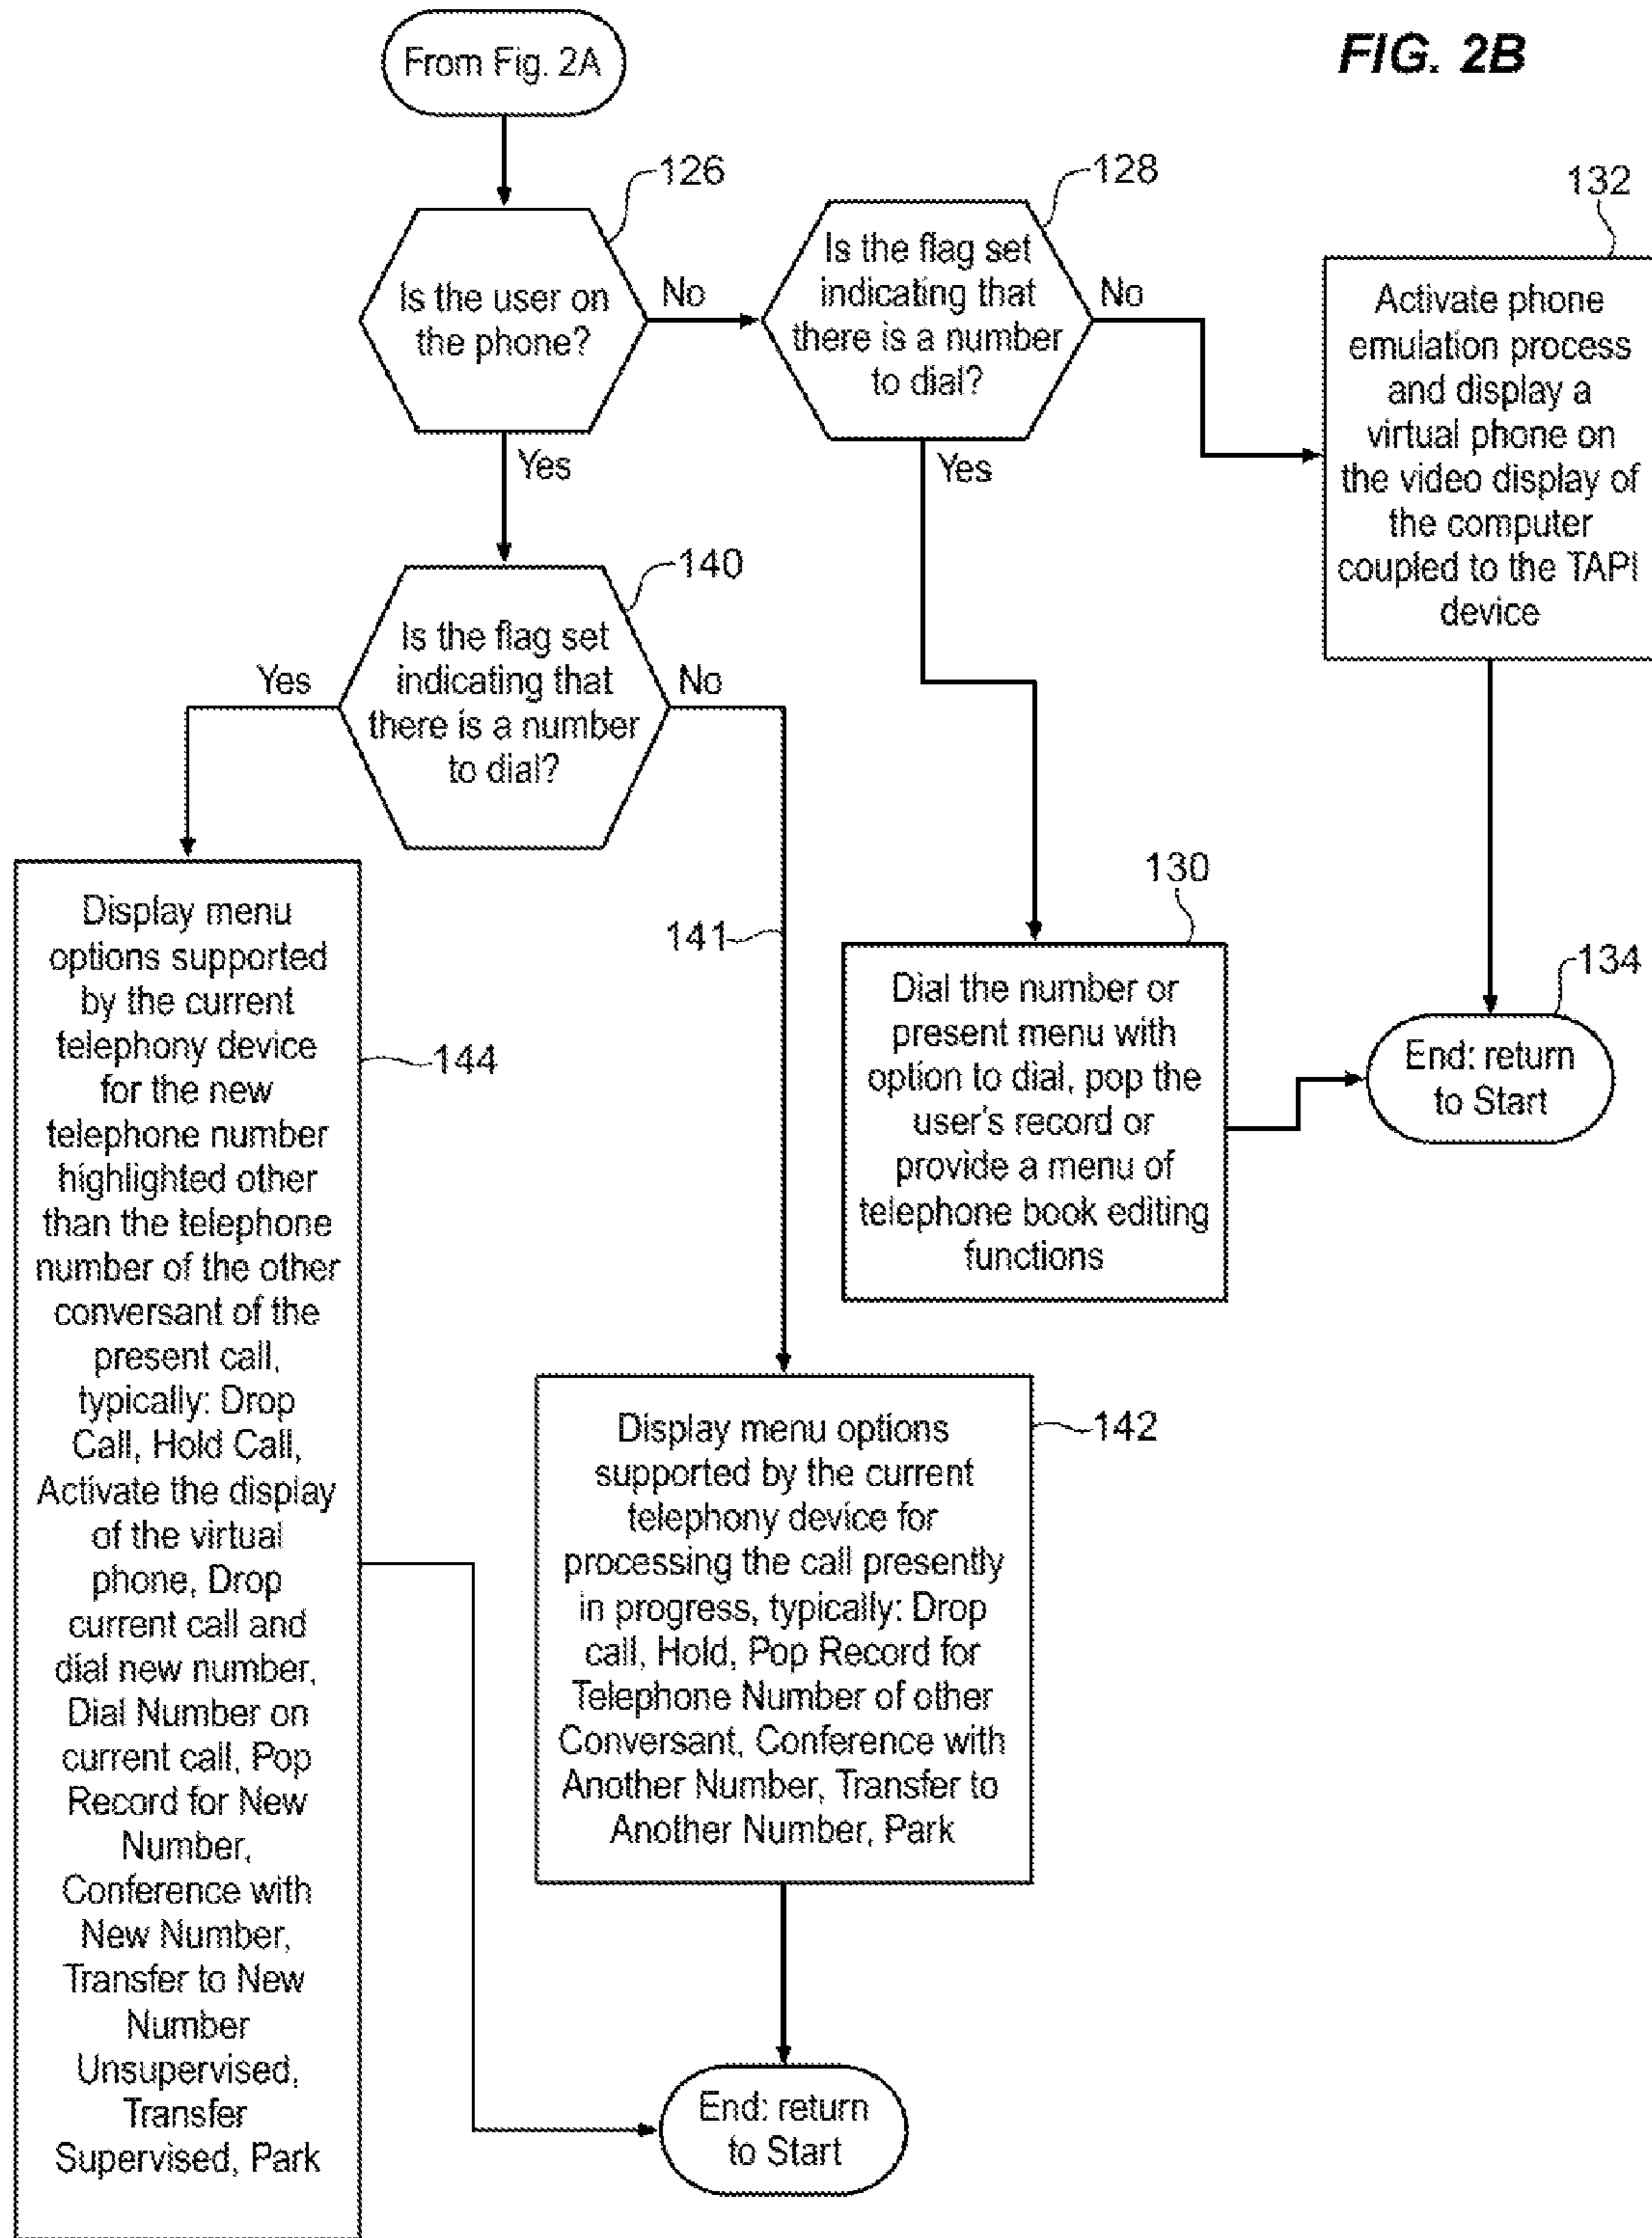 FIG. 2B
From Fig. 2A
126
Is the user on
the phone?
No
Yes
128
Is the flag set
indicating that
there is a number
to dial?
No
Yes
132
Activate phone
emulation process
and display a
virtual phone on
the video display of
the computer
coupled to the TAPI
device
140
Is the flag set
indicating that
there is a number
to dial?
Yes
No
141
130
Dial the number or
present menu with
option to dial, pop the
user's record or
provide a menu of
telephone book editing
functions
134
End: return
to Start
144
Display menu
options supported
by the current
telephony device
for the new
telephone number
highlighted other
than the telephone
number of the other
conversant of the
present call,
typically: Drop
Call, Hold Call,
Activate the display
of the virtual
phone, Drop
current call and
dial new number,
Dial Number on
current call, Pop
Record for New
Number,
Conference with
New Number,
Transfer to New
Number
Unsupervised,
Transfer
Supervised, Park
142
Display menu options
supported by the current
telephony device for
processing the call presently
in progress, typically: Drop
call, Hold, Pop Record for
Telephone Number of other
Conversant, Conference with
Another Number, Transfer to
Another Number, Park
End: return
to Start